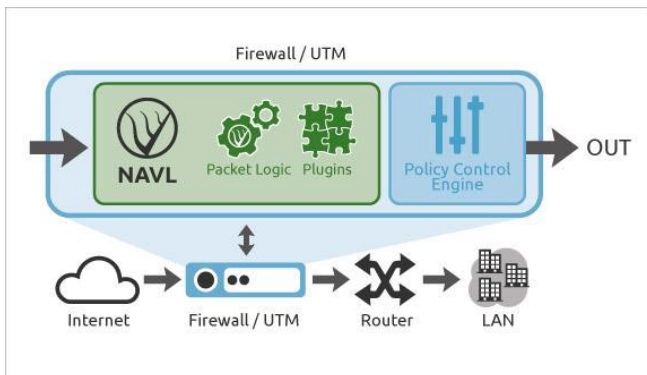 Firewall / UTM
NAVL
Packet Logic
Plugins
Policy Control
Engine
OUT
Internet
Firewall / UTM
Router
LAN